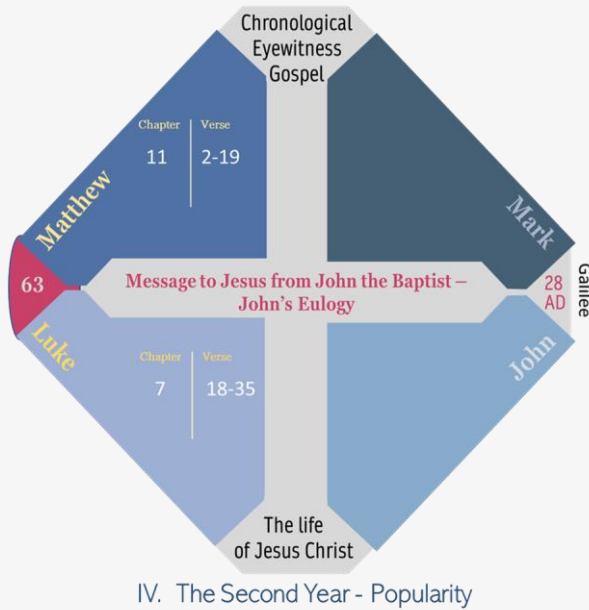 Chronological
Eyewitness
Gospel
Chapter
Verse
11
2-19
Matthew
Mark
63
Message to Jesus from John the Baptist –
John's Eulogy
28
AD
Galilee
Luke
John
Chapter
Verse
7
18-35
The life
of Jesus Christ
IV. The Second Year - Popularity